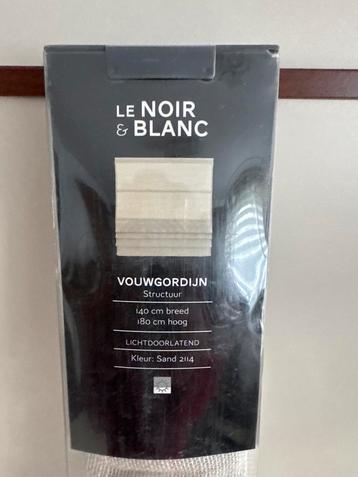 LE NOIR
& BLANC
VOUWGORDIJN
Structuur
140 cm breed
180 cm hoog
LICHTDOORLATEND
Kleur: Sand 2114